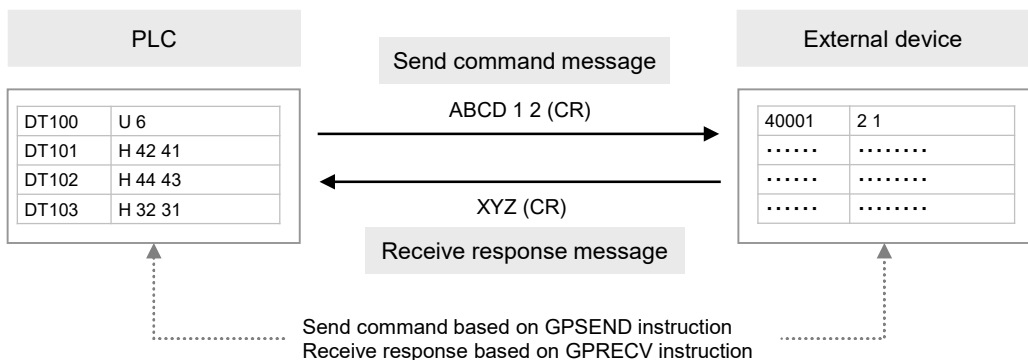 PLC
External device
Send command message
ABCD 1 2 (CR)
DT100 U 6
DT101 H 42 41
DT102 H 44 43
DT103 H 32 31
40001 2 1
...... ........
...... ........
...... ........
XYZ (CR)
Receive response message
Send command based on GPSEND instruction
Receive response based on GPRECV instruction